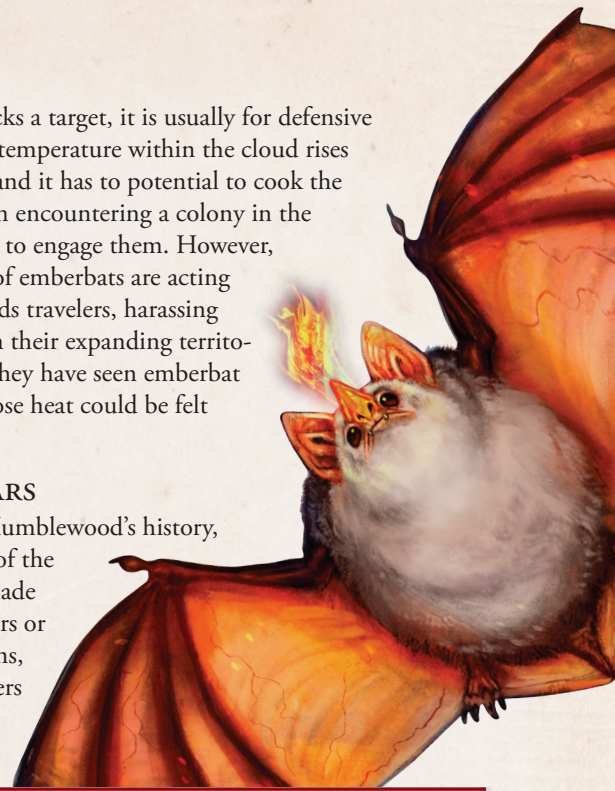 cks a target, it is usually for defensive
temperature within the cloud rises
and it has to potential to cook the
n encountering a colony in the
to engage them. However,
of emberbats are acting
ds travelers, harassing
n their expanding territo-
hey have seen emberbat
ose heat could be felt
ARS
Humblewood’s history,
of the
ade
rs or
ns,
ers